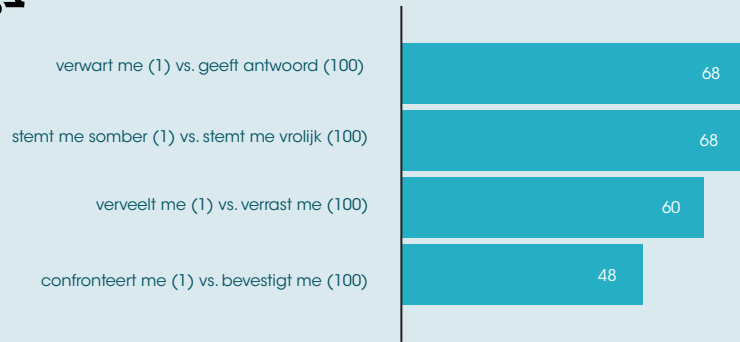 verwart me (1) vs. geeft antwoord (100) 68
stemt me somber (1) vs. stemt me vrolijk (100) 68
verveelt me (1) vs. verrast me (100) 60
confronteert me (1) vs. bevestigt me (100) 48